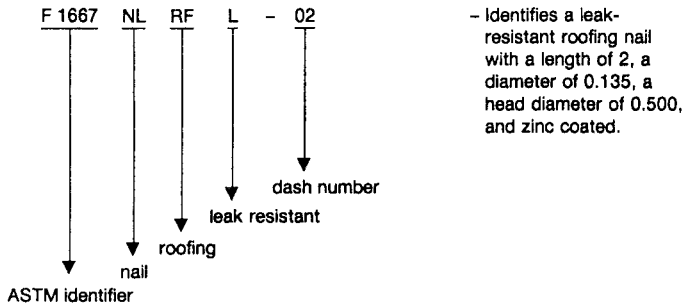 F 1667 NL RF L - 02
– Identifies a leak-
resistant roofing nail
with a length of 2, a
diameter of 0.135, a
head diameter of 0.500,
and zinc coated.
dash number
leak resistant
roofing
nail
ASTM identifier